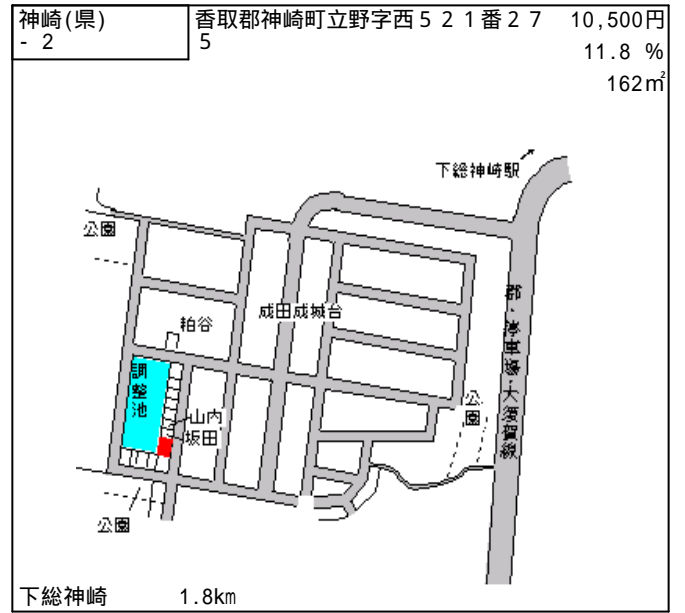 神崎(県) 香取郡神崎町立野字西５２１番２７ 10,500円
- 2 5 11.8 %
162㎡
下総神崎駅
公園
成田成城台
粕谷
調整池
山内
坂田
公園
公園
郡・停車場・大須賀線
下総神崎 1.8km